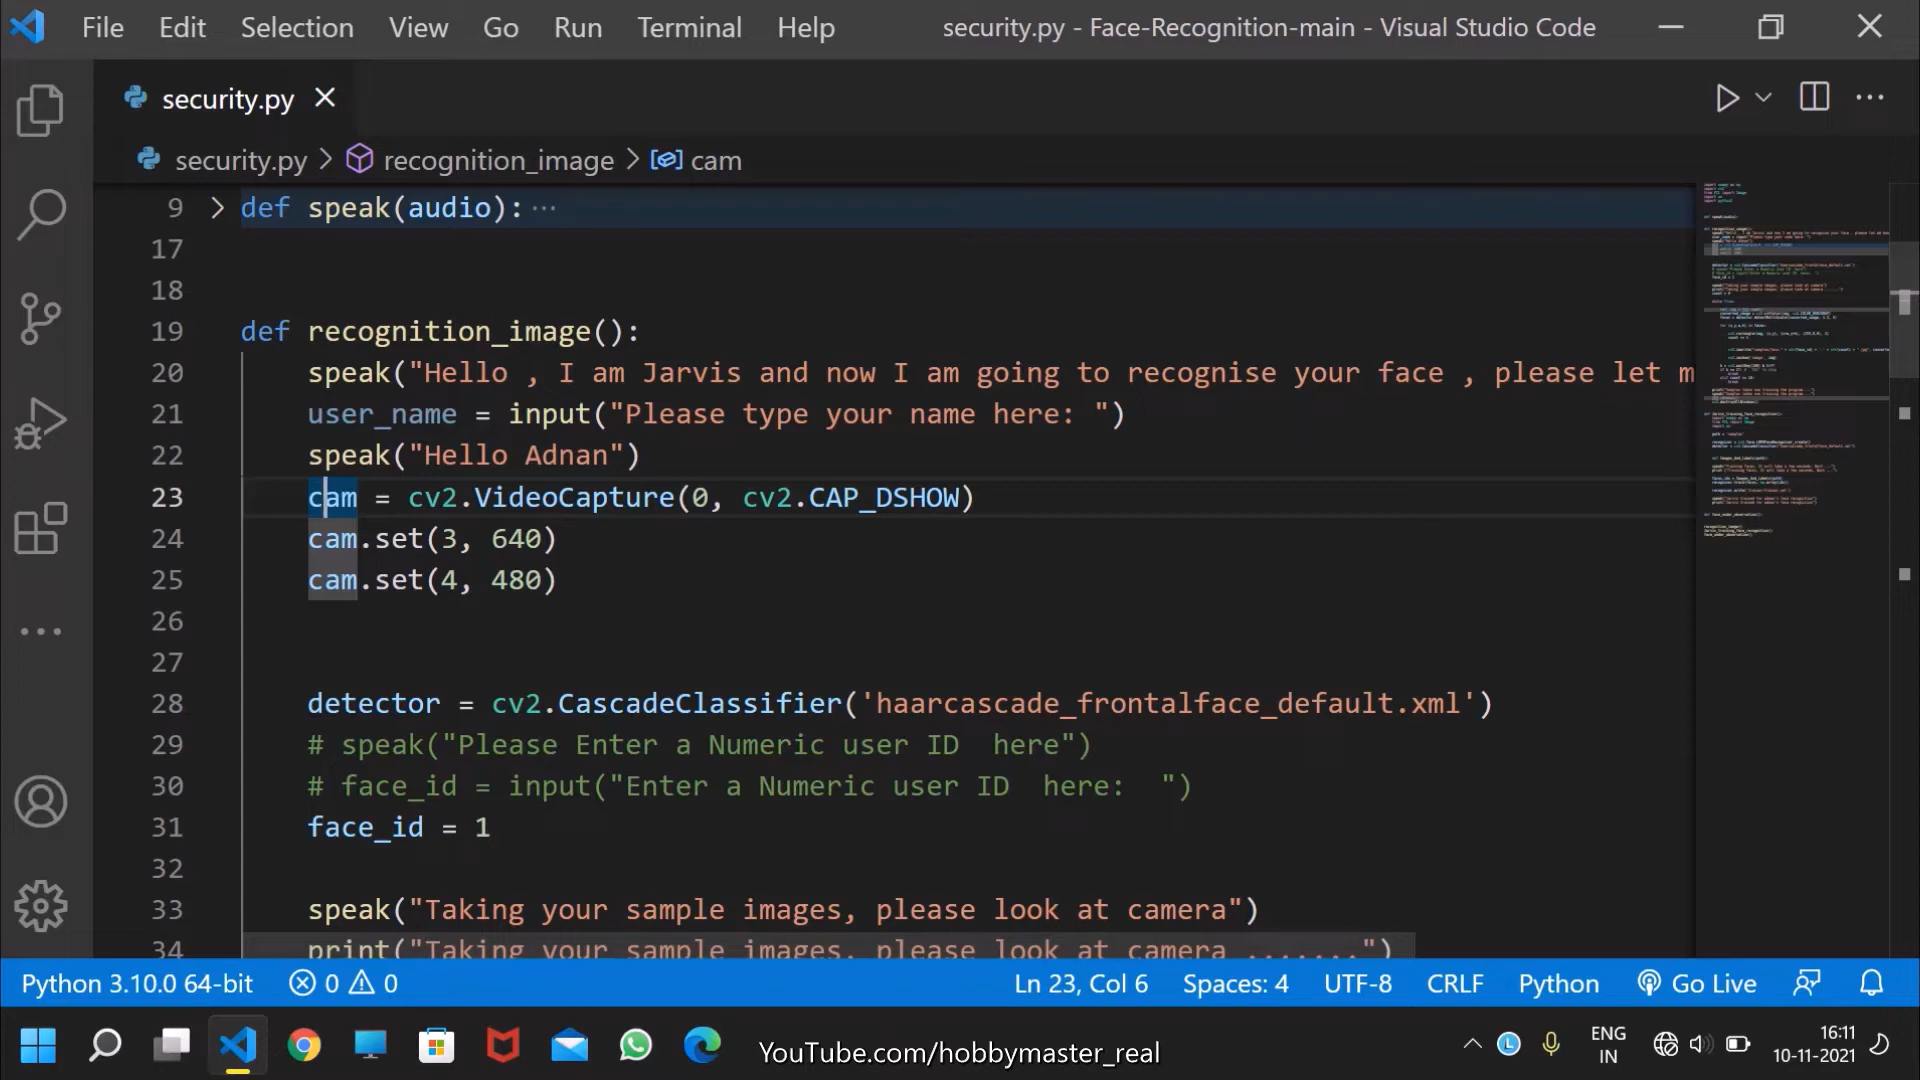 File Edit Selection View Go Run Terminal Help security.py - Face-Recognition-main - Visual Studio Code
security.py
security.py > recognition_image > cam
9 def speak(audio): ···
17
18
19 def recognition_image():
20 speak("Hello , I am Jarvis and now I am going to recognise your face , please let m
21 user_name = input("Please type your name here: ")
22 speak("Hello Adnan")
23 cam = cv2.VideoCapture(0, cv2.CAP_DSHOW)
24 cam.set(3, 640)
25 cam.set(4, 480)
26
27
28 detector = cv2.CascadeClassifier('haarcascade_frontalface_default.xml')
29 # speak("Please Enter a Numeric user ID  here")
30 # face_id = input("Enter a Numeric user ID  here:  ")
31 face_id = 1
32
33 speak("Taking your sample images, please look at camera")
34 print("Taking your sample images, please look at camera .......")
Python 3.10.0 64-bit 0 0 Ln 23, Col 6 Spaces: 4 UTF-8 CRLF Python Go Live
YouTube.com/hobbymaster_real
ENG
IN
16:11
10-11-2021